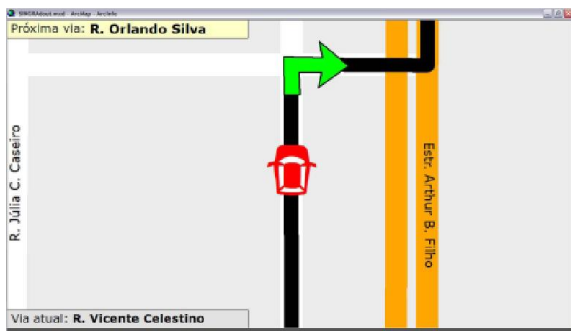 Próxima via: R. Orlando Silva
R. Júlia C. Caseiro
Estr. Arthur B. Filho
Via atual: R. Vicente Celestino